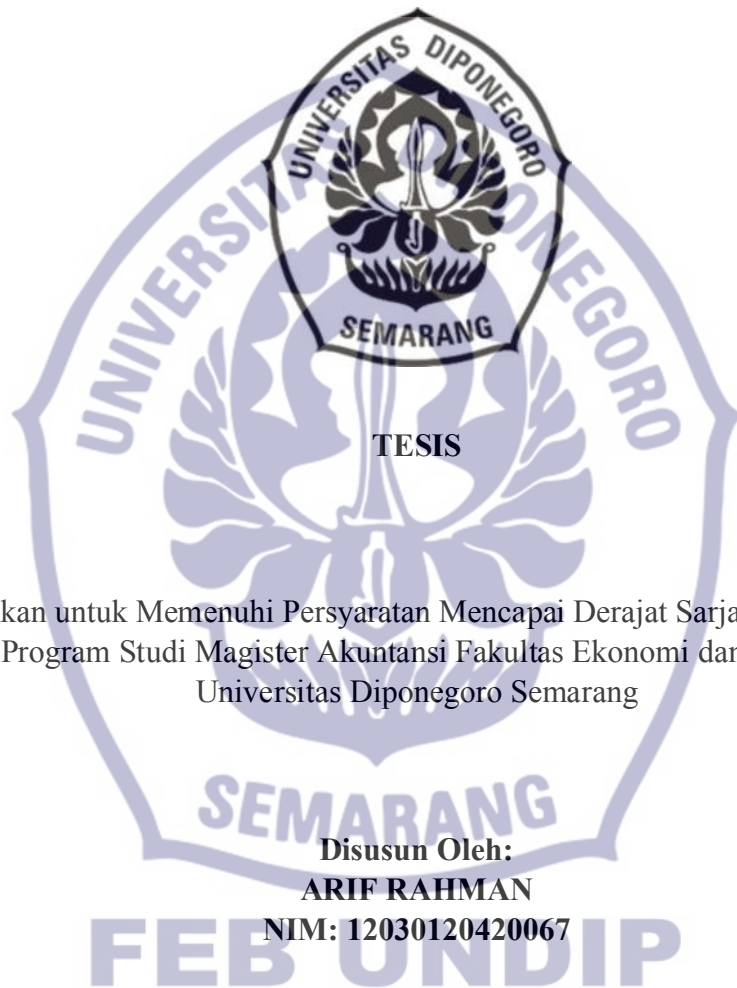 UNIVERSITAS DIPONEGORO
SEMARANG
UNIVERSITAS DIPONEGORO
TESIS
kan untuk Memenuhi Persyaratan Mencapai Derajat Sarja
Program Studi Magister Akuntansi Fakultas Ekonomi dan
Universitas Diponegoro Semarang
SEMARANG
Disusun Oleh:
ARIF RAHMAN
NIM: 12030120420067
FEB UNDIP